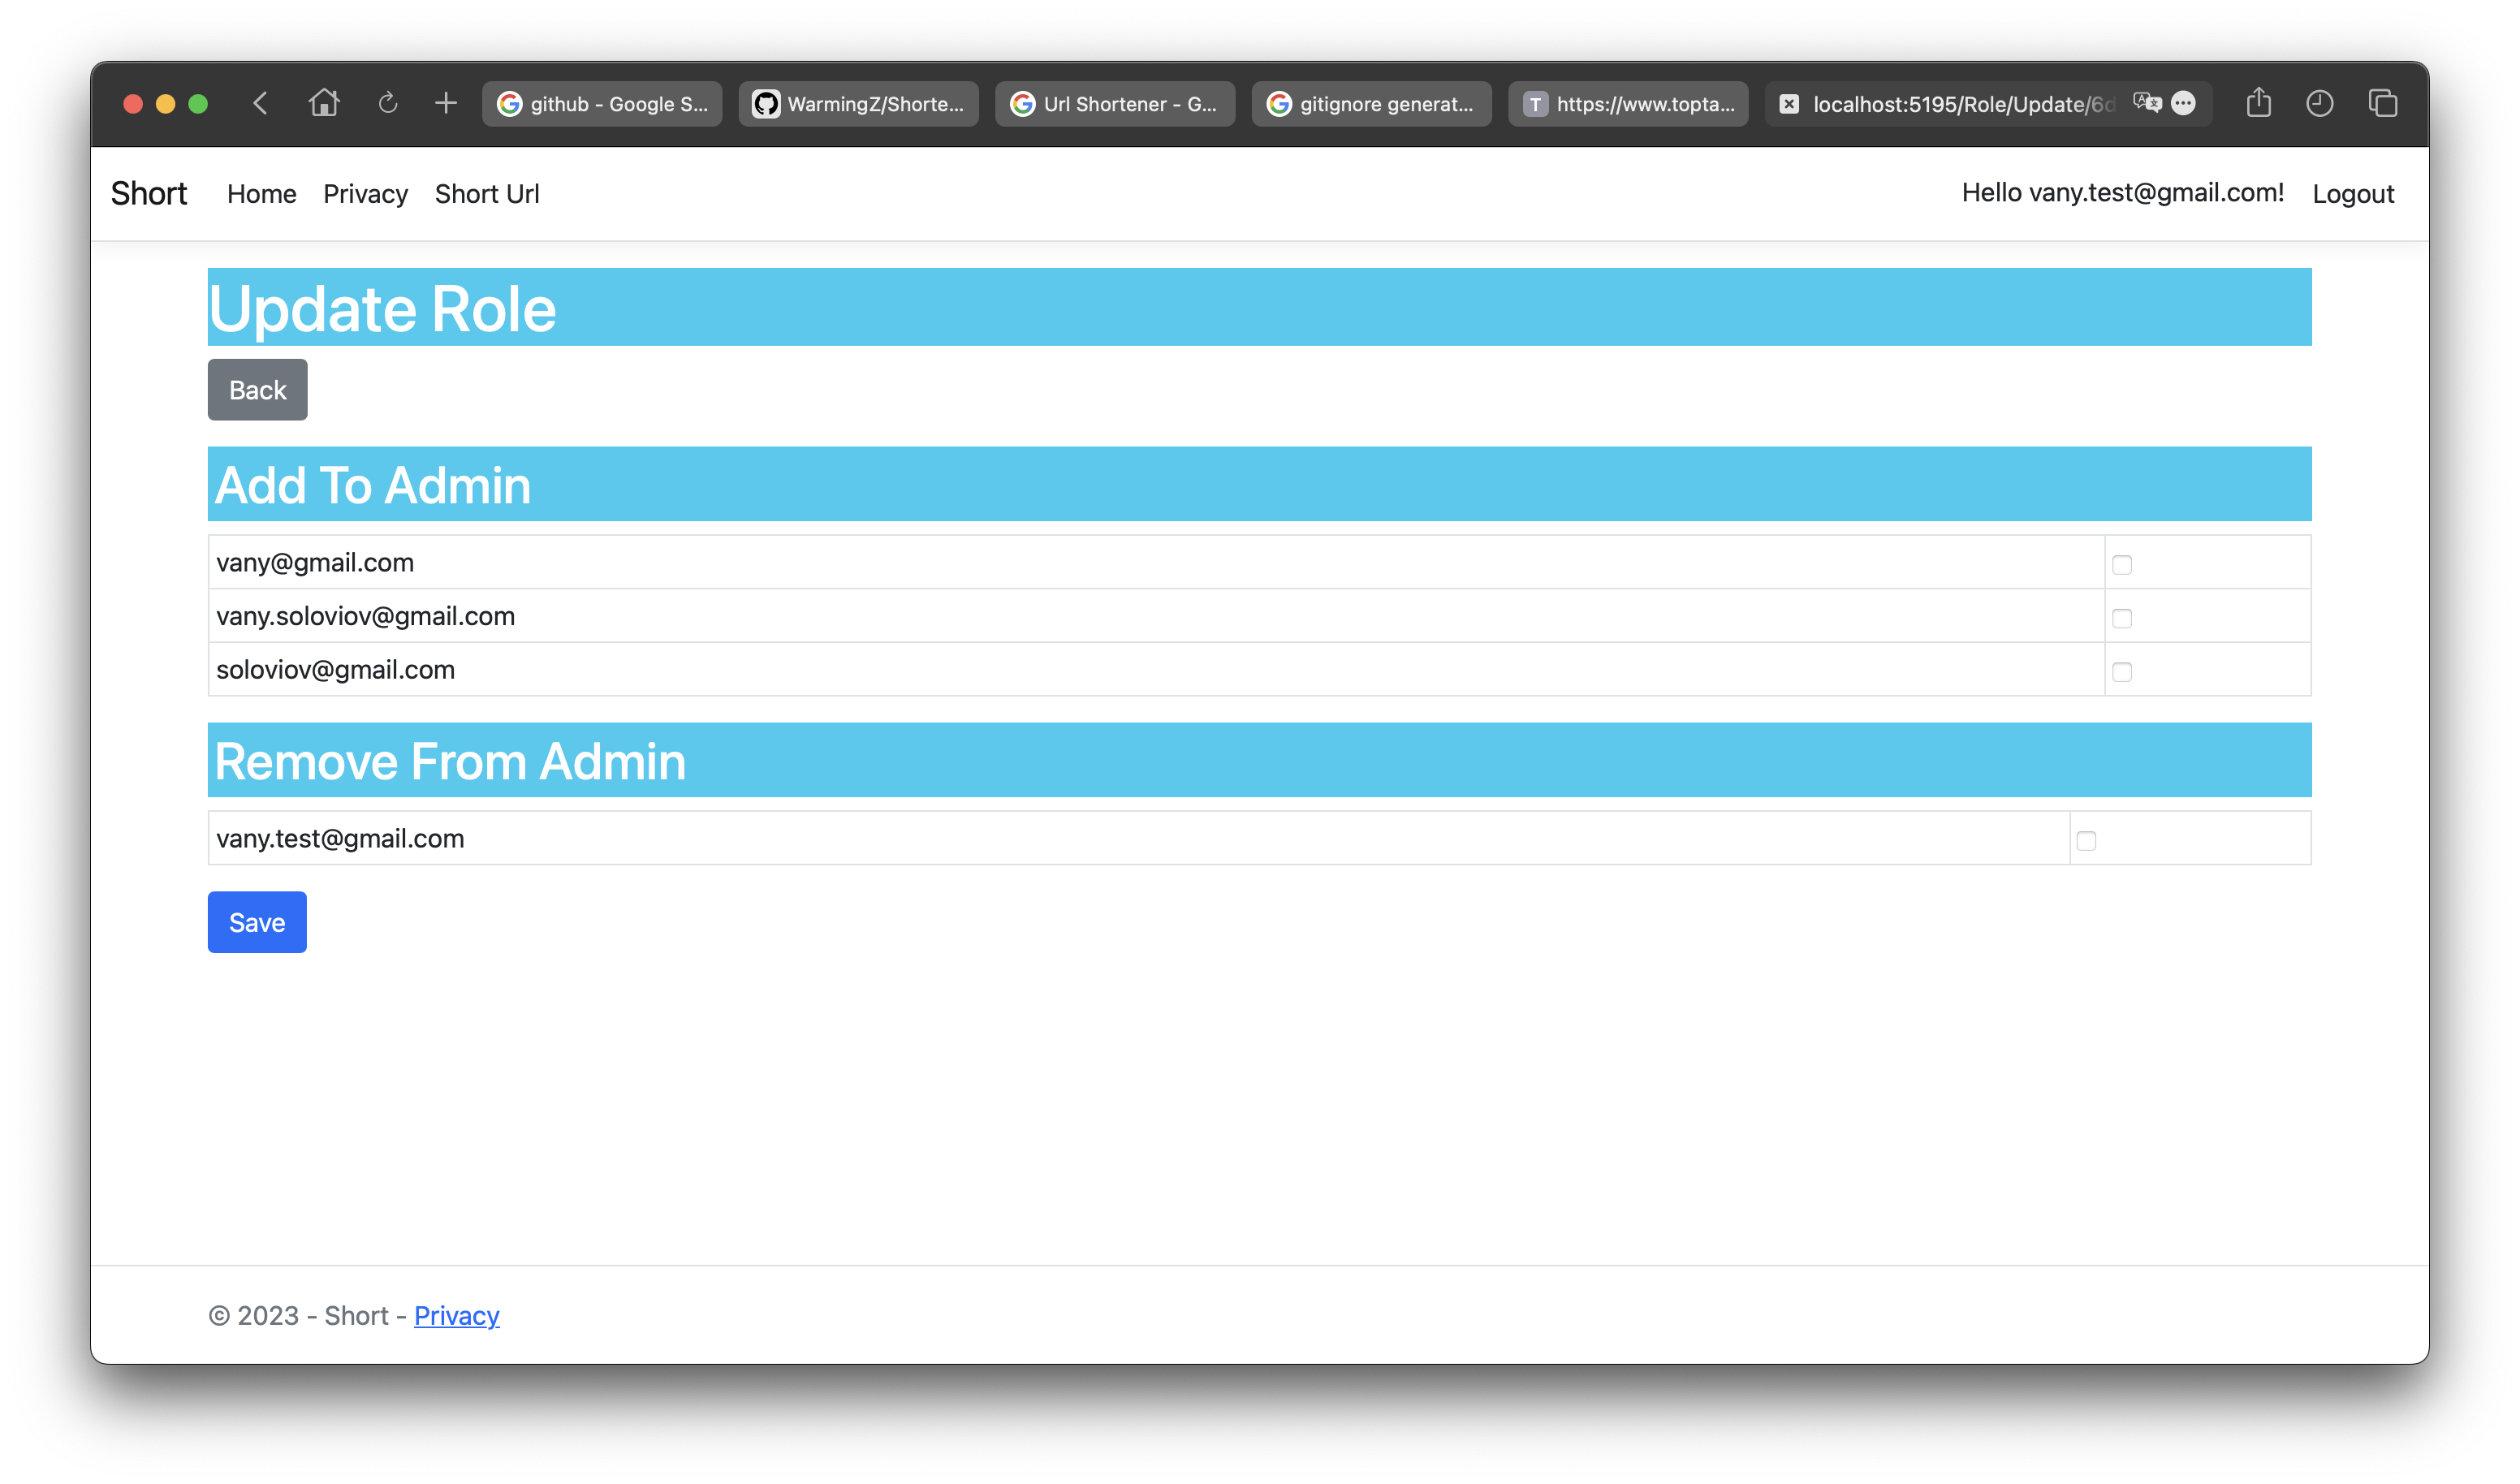 github - Google S... WarmingZ/Shorte... Url Shortener - G... gitignore generat... T https://www.topta... localhost:5195/Role/Update/6d
Short Home Privacy Short Url Hello vany.test@gmail.com! Logout
Update Role
Back
Add To Admin
vany@gmail.com
vany.soloviov@gmail.com
soloviov@gmail.com
Remove From Admin
vany.test@gmail.com
Save
© 2023 - Short - Privacy